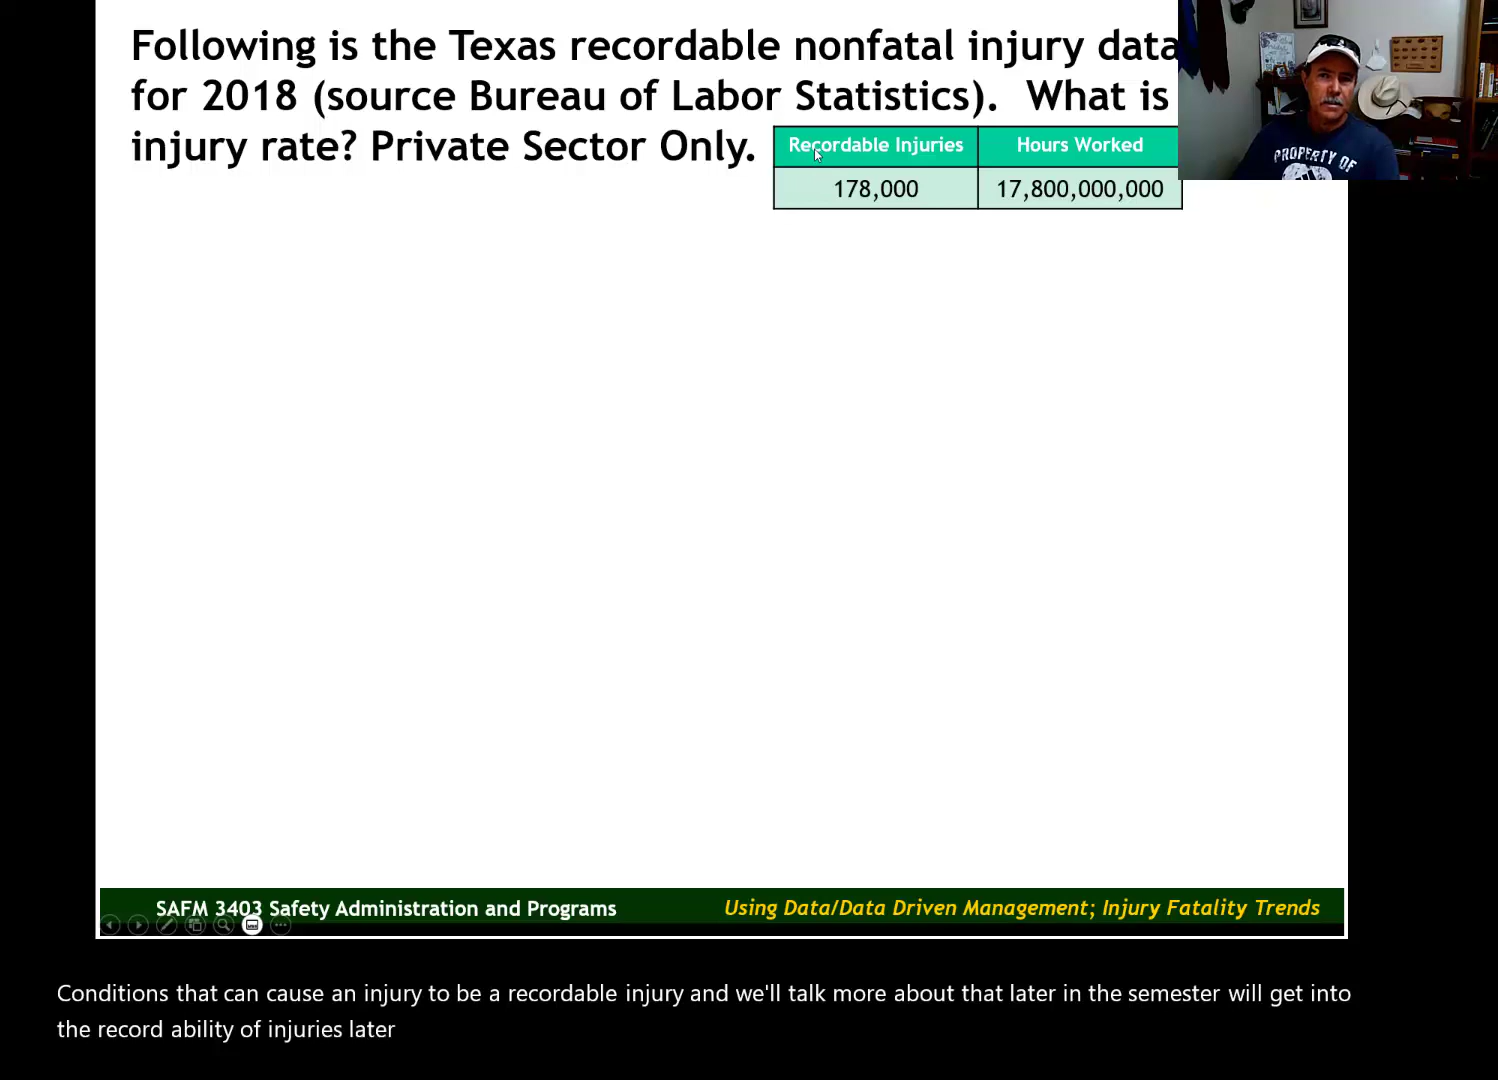 Following is the Texas recordable nonfatal injury data
for 2018 (source Bureau of Labor Statistics).  What is
injury rate? Private Sector Only.
Recordable Injuries Hours Worked
178,000 17,800,000,000
PROPERTY OF
SAFM 3403 Safety Administration and Programs Using Data/Data Driven Management; Injury Fatality Trends
Conditions that can cause an injury to be a recordable injury and we'll talk more about that later in the semester will get into
the record ability of injuries later